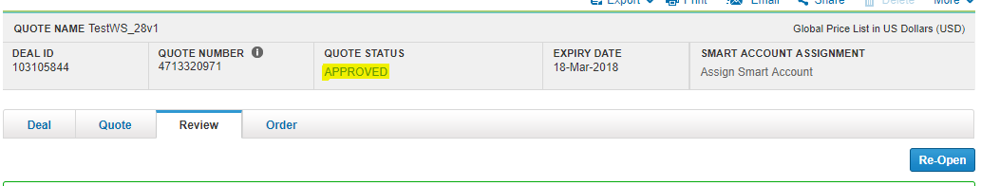 Export Print Email Share Delete More
QUOTE NAME TestWS_28v1 Global Price List in US Dollars (USD)
DEAL ID QUOTE NUMBER i QUOTE STATUS EXPIRY DATE SMART ACCOUNT ASSIGNMENT
103105844 4713320971 APPROVED 18-Mar-2018 Assign Smart Account
Deal Quote Review Order
Re-Open